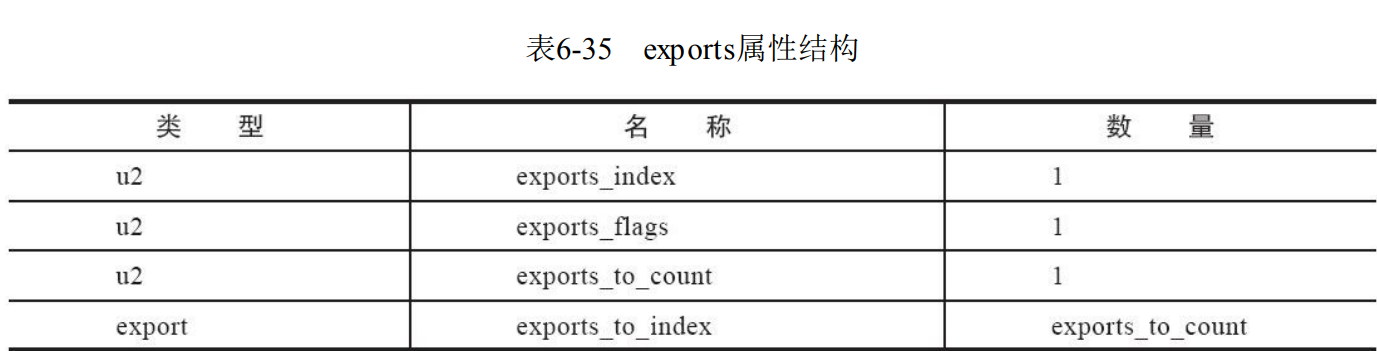 表6-35 exports属性结构
类 型 名 称 数 量
u2 exports_index 1
u2 exports_flags 1
u2 exports_to_count 1
export exports_to_index exports_to_count